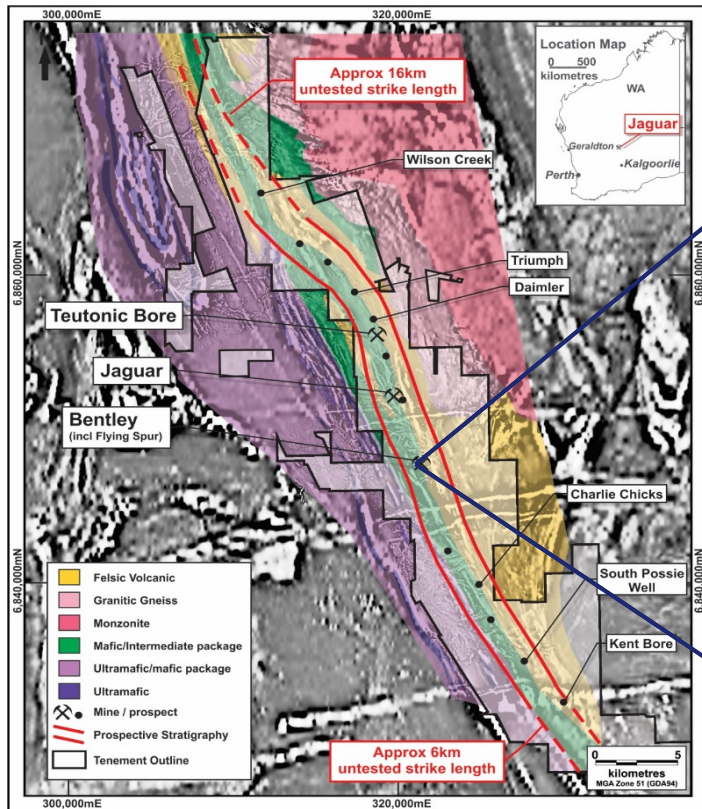 300,000mE
320,000mE
Approx 16km
untested strike length
Location Map
0 500
kilometres
WA
Jaguar
Geraldton
Kalgoorlie
Perth
Wilson Creek
6,860,000mN
6,860,000mN
Triumph
Daimler
Teutonic Bore
Jaguar
Bentley
(incl Flying Spur)
Charlie Chicks
South Possie
Well
Kent Bore
6,840,000mN
6,840,000mN
Felsic Volcanic
Granitic Gneiss
Monzonite
Mafic/Intermediate package
Ultramafic/mafic package
Ultramafic
Mine / prospect
Prospective Stratigraphy
Tenement Outline
Approx 6km
untested strike length
0 5
kilometres
MGA Zone 51 (GDA94)
300,000mE
320,000mE